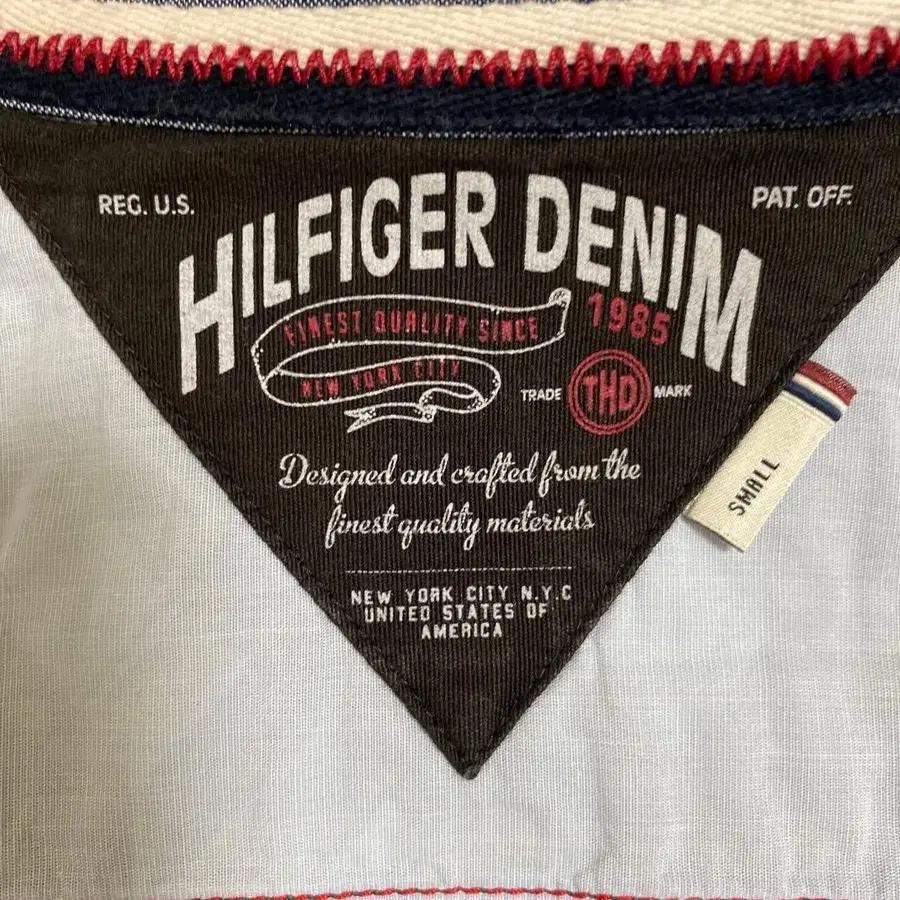 REG. U.S.
PAT. OFF.
HILFIGER DENIM
FINEST QUALITY SINCE
1985
NEW YORK CITY
TRADE THD MARK
Designed and crafted from the
finest quality materials
NEW YORK CITY N.Y.C
UNITED STATES OF
AMERICA
SMALL